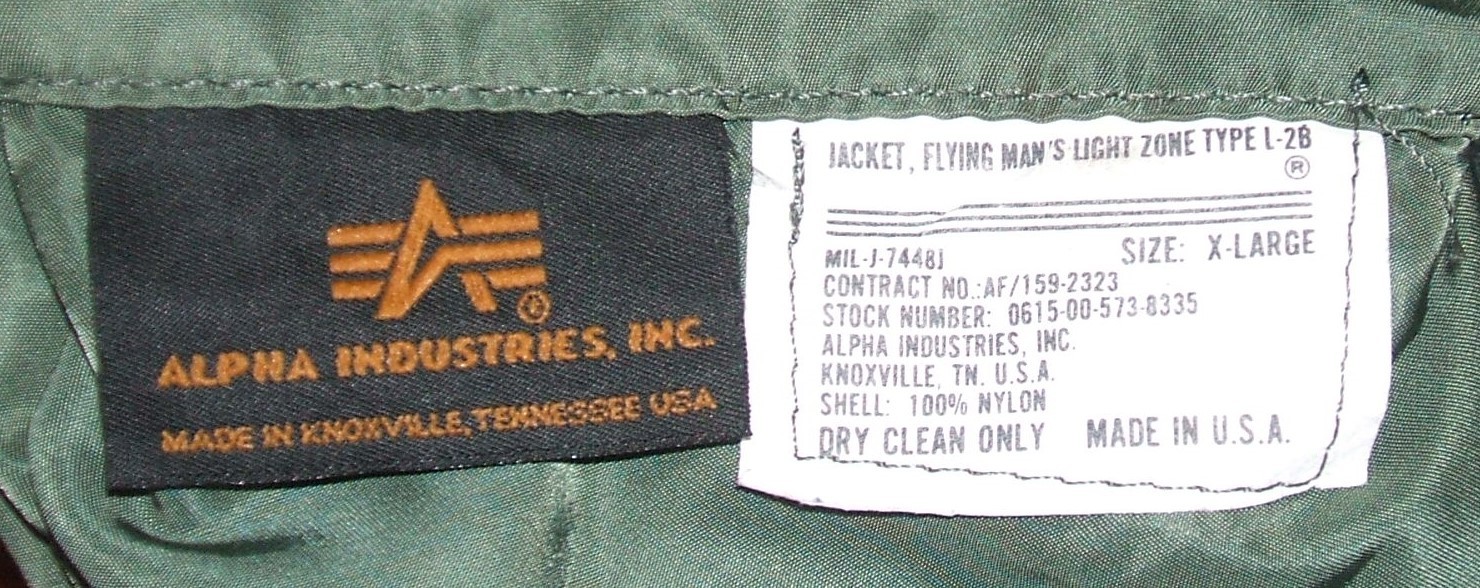 ALPHA INDUSTRIES, INC.
MADE IN KNOXVILLE, TENNESSEE USA
JACKET, FLYING MAN'S LIGHT ZONE TYPE L-2B
®
MIL-J-7448J SIZE: X-LARGE
CONTRACT NO.:AF/159-2323
STOCK NUMBER: 0615-00-573-8335
ALPHA INDUSTRIES, INC.
KNOXVILLE, TN. U.S.A.
SHELL: 100% NYLON
DRY CLEAN ONLY MADE IN U.S.A.